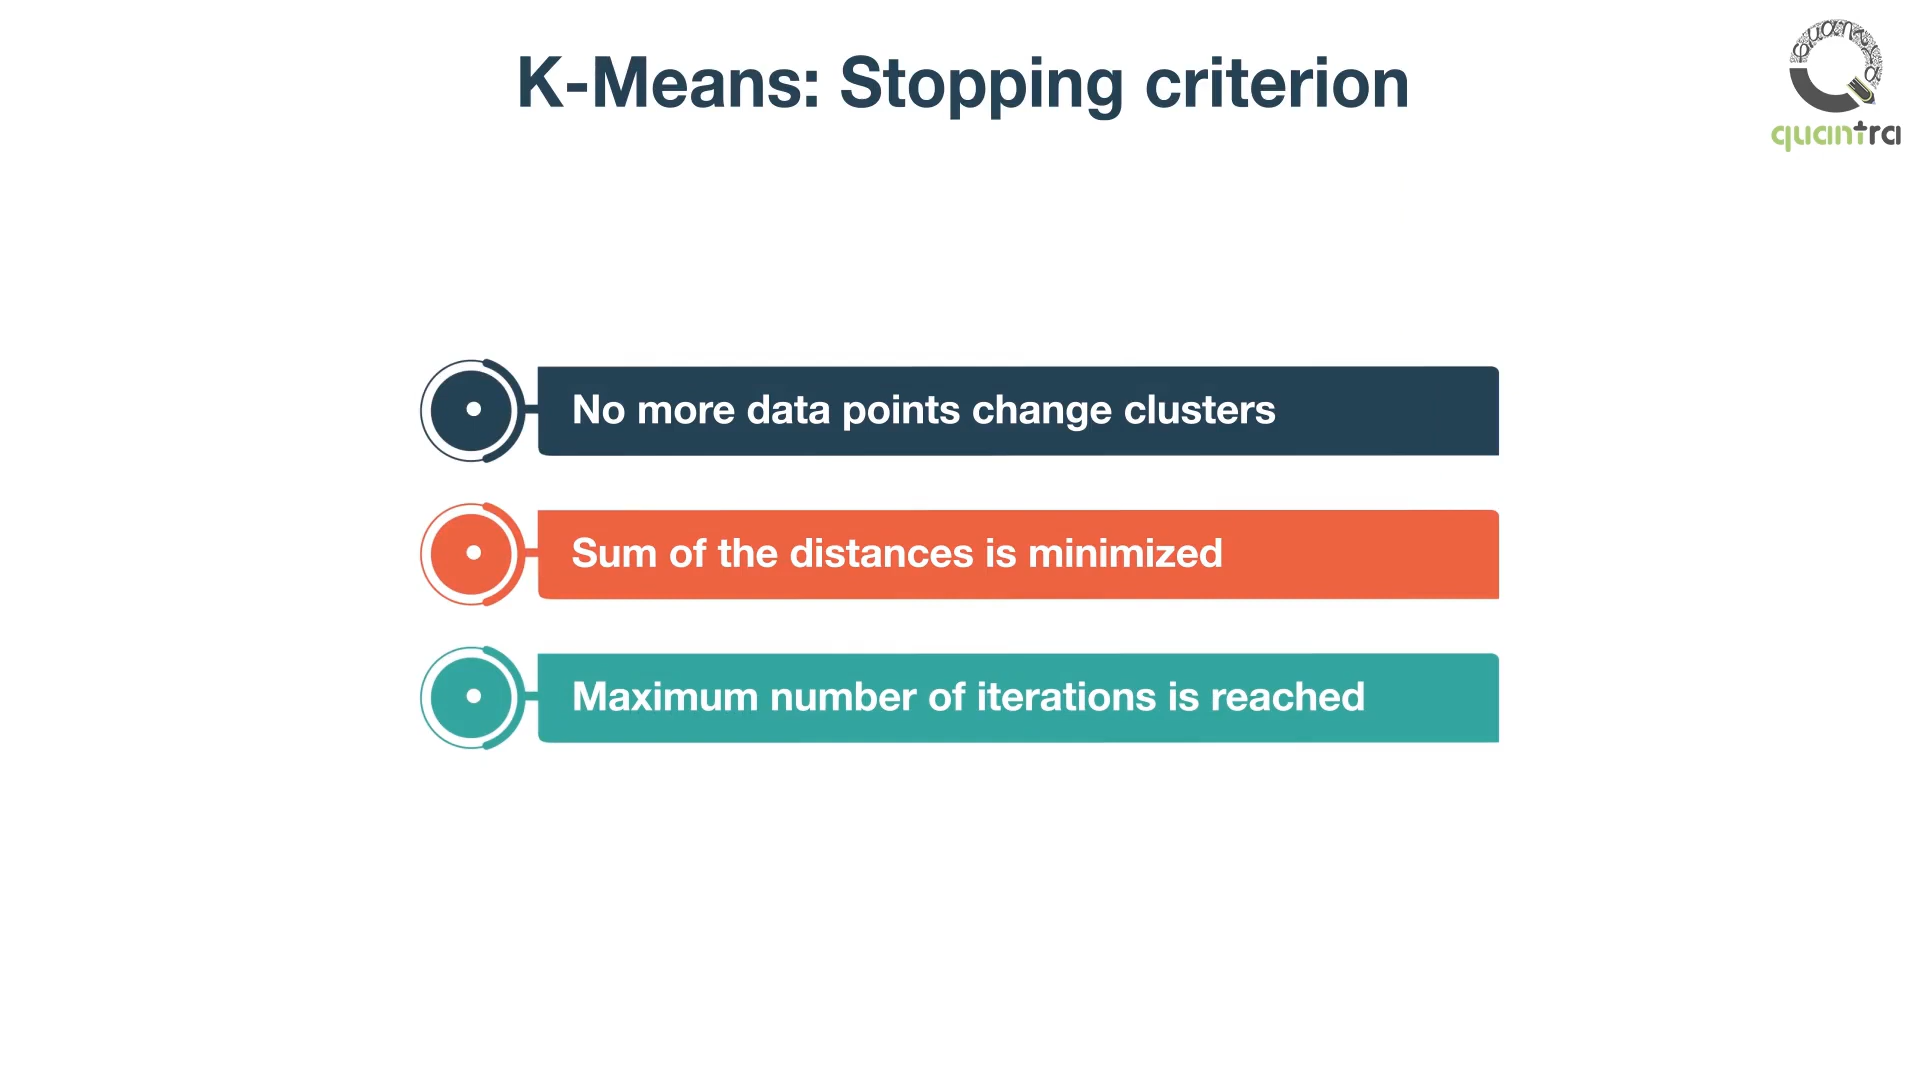 K-Means: Stopping criterion
quantra
No more data points change clusters
Sum of the distances is minimized
Maximum number of iterations is reached